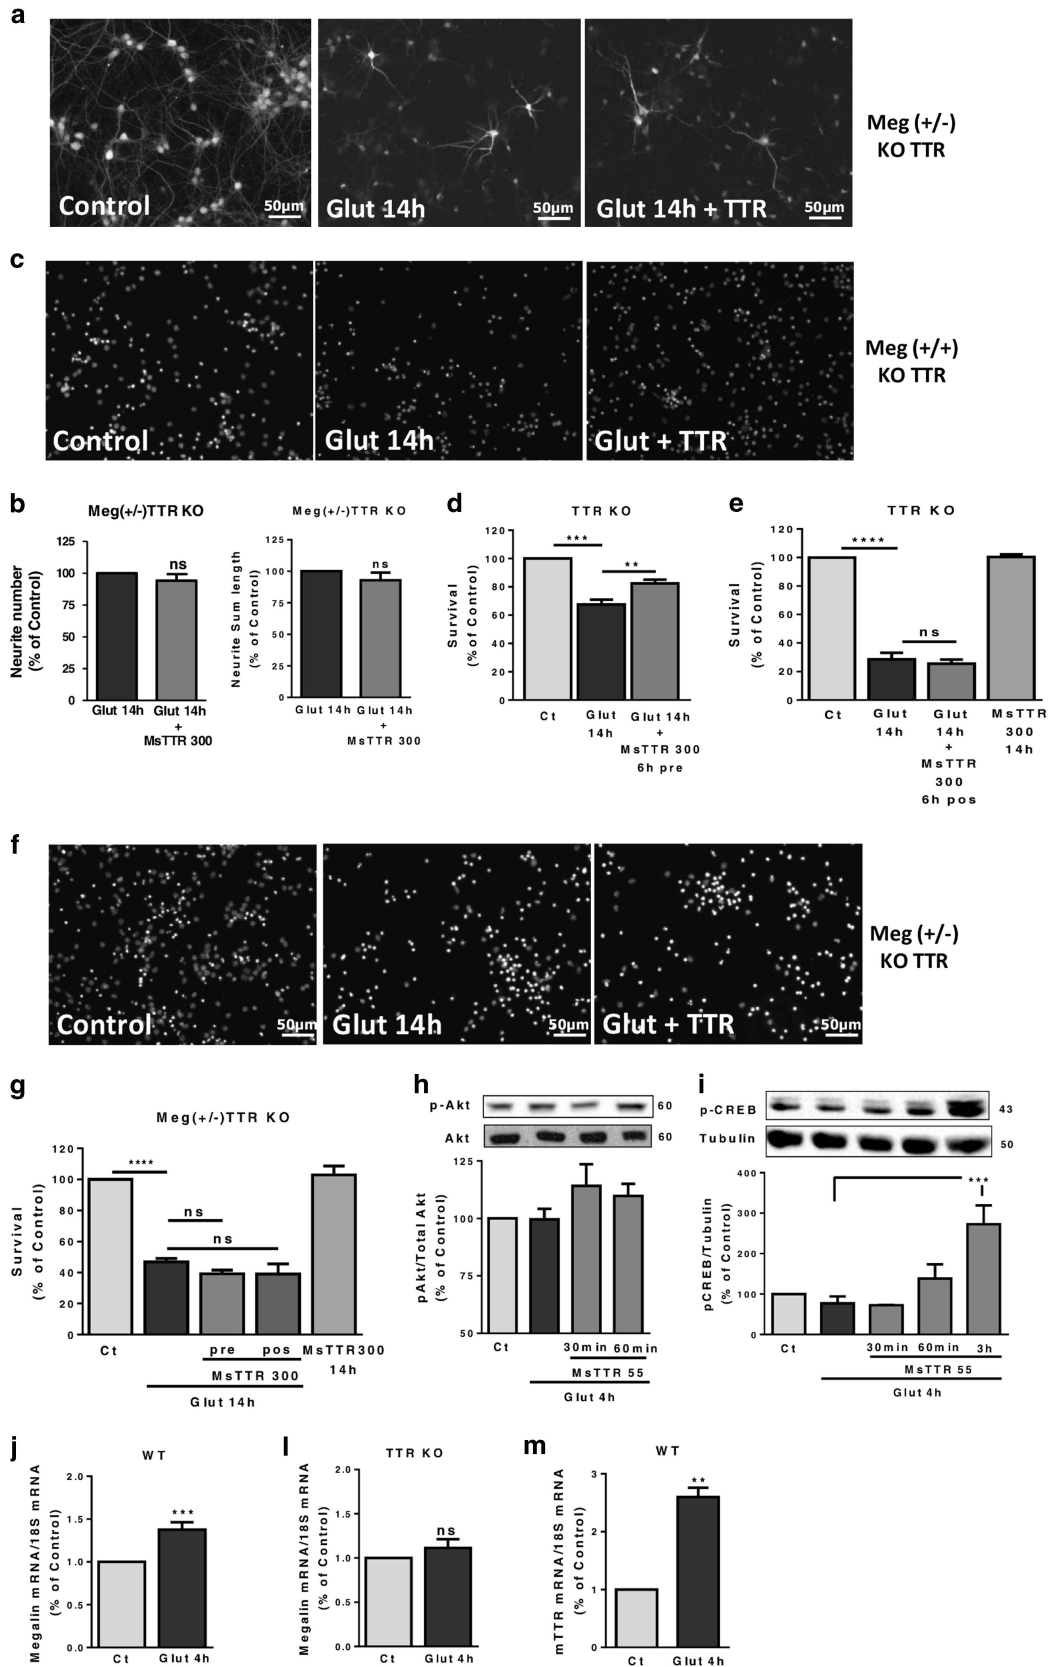 a
Control
50µm
Glut 14h
50µm
Glut 14h + TTR
50µm
Meg (+/-)
KO TTR
c
Control
Glut 14h
Glut + TTR
Meg (+/+)
KO TTR
b
Meg(+/-)TTR KO
Neurite number
(% of Control)
125
100
75
50
25
0
ns
Glut 14h
Glut 14h
+
MsTTR 300
Meg(+/-)TTR KO
Neurite Sum length
(% of Control)
125
100
75
50
25
0
ns
Glut 14h
Glut 14h
+
MsTTR 300
d
TTR KO
Survival
(% of Control)
120
100
80
60
40
20
0
***
**
Ct
Glut
14h
Glut 14h
+
MsTTR 300
6h pre
e
TTR KO
Survival
(% of Control)
120
100
80
60
40
20
0
****
ns
Ct
Glut
14h
Glut
14h
+
MsTTR
300
6h pos
MsTTR
300
14h
f
Control
50µm
Glut 14h
50µm
Glut + TTR
50µm
Meg (+/-)
KO TTR
g
Meg(+/-)TTR KO
Survival
(% of Control)
120
100
80
60
40
20
0
****
ns
ns
Ct
pre
pos
MsTTR300
14h
MsTTR 300
Glut 14h
h
p-Akt
60
Akt
60
pAkt/Total Akt
(% of Control)
125
100
75
50
Ct
30min
60min
MsTTR 55
Glut 4h
i
p-CREB
43
Tubulin
50
pCREB/Tubulin
(% of Control)
400
300
200
100
0
***
Ct
30min
60min
3h
MsTTR 55
Glut 4h
j
WT
Megalin mRNA/18S mRNA
(% of Control)
2.0
1.5
1.0
0.5
0.0
***
Ct
Glut 4h
l
TTR KO
Megalin mRNA/18S mRNA
(% of Control)
2.0
1.5
1.0
0.5
0.0
ns
Ct
Glut 4h
m
WT
mTTR mRNA/18S mRNA
(% of Control)
3
2
1
0
**
Ct
Glut 4h